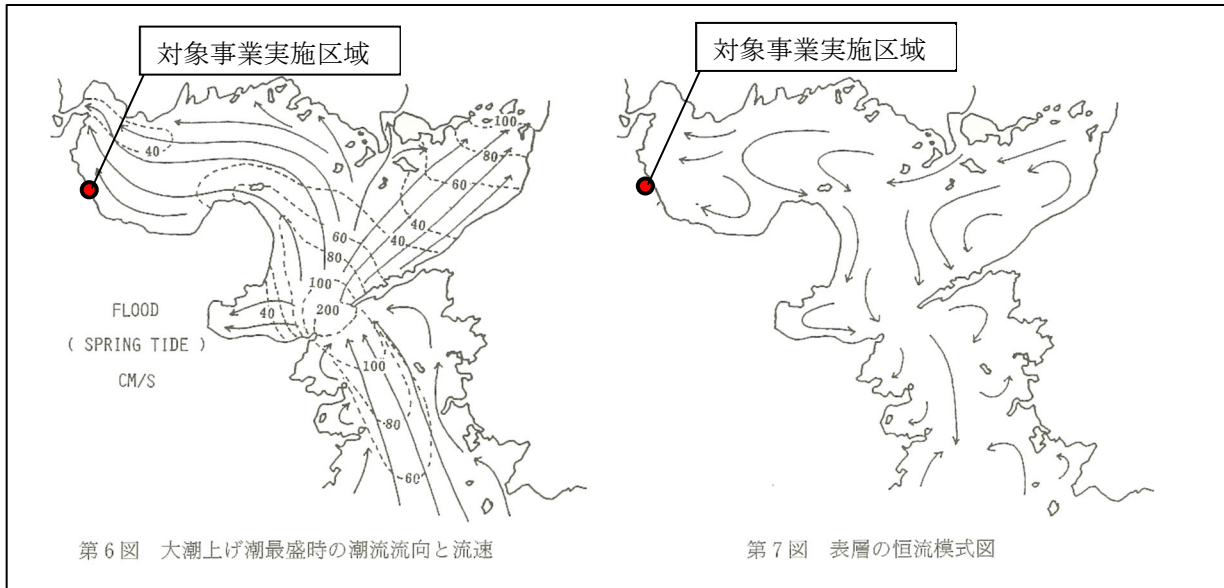 対象事業実施区域
対象事業実施区域
40
100
80
60
40
40
60
80
100
200
40
100
80
60
FLOOD
( SPRING TIDE )
CM/S
第6図 大潮上げ潮最盛時の潮流流向と流速
第7図 表層の恒流模式図